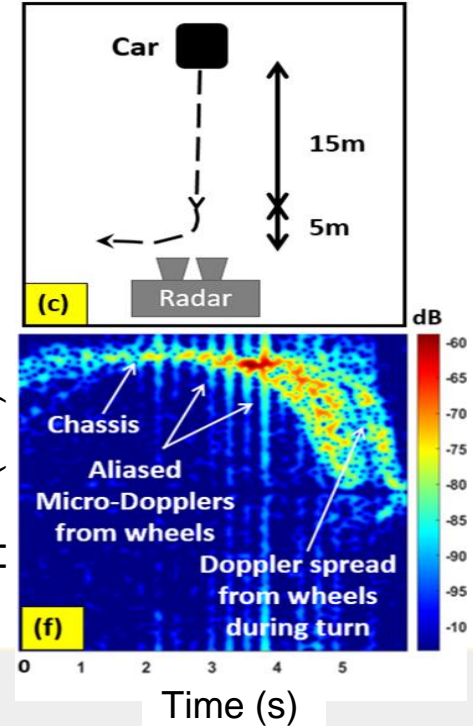 Car
15m
5m
Radar
(c)
dB
-60
-65
-70
-75
-80
-85
-90
-95
-10
Chassis
Aliased
Micro-Dopplers
from wheels
Doppler spread
from wheels
during turn
(f)
0 1 2 3 4 5
Time (s)